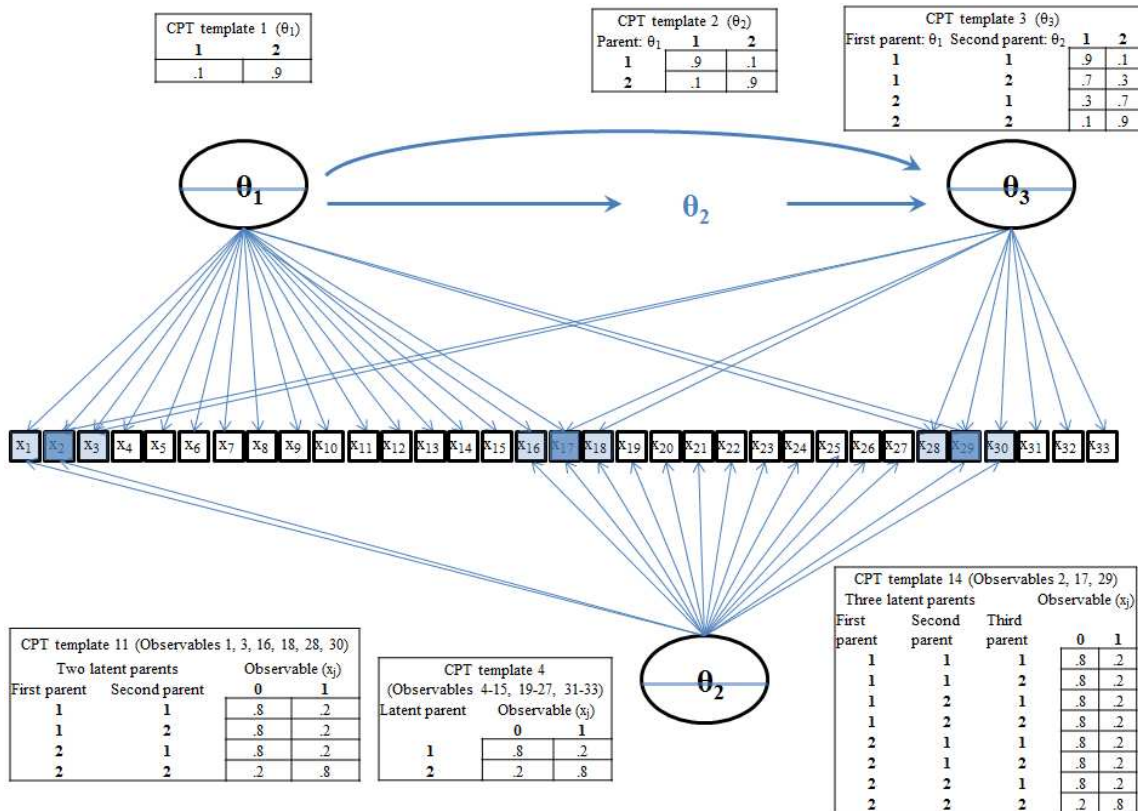 CPT template 1 (θ1)
1 2
.1 .9
CPT template 2 (θ2)
Parent: θ1 1 2
1 .9 .1
2 .1 .9
CPT template 3 (θ3)
First parent: θ1 Second parent: θ2 1 2
1 1 .9 .1
1 2 .7 .3
2 1 .3 .7
2 2 .1 .9
θ1
θ2
θ3
x1 x2 x3 x4 x5 x6 x7 x8 x9 x10 x11 x12 x13 x14 x15 x16 x17 x18 x19 x20 x21 x22 x23 x24 x25 x26 x27 x28 x29 x30 x31 x32 x33
CPT template 11 (Observables 1, 3, 16, 18, 28, 30)
Two latent parents Observable (xj)
First parent Second parent 0 1
1 1 .8 .2
1 2 .8 .2
2 1 .8 .2
2 2 .2 .8
CPT template 4
(Observables 4-15, 19-27, 31-33)
Latent parent Observable (xj)
0 1
1 .8 .2
2 .2 .8
θ2
CPT template 14 (Observables 2, 17, 29)
Three latent parents Observable (xj)
First Second Third
parent parent parent 0 1
1 1 1 .8 .2
1 1 2 .8 .2
1 2 1 .8 .2
1 2 2 .8 .2
2 1 1 .8 .2
2 1 2 .8 .2
2 2 1 .8 .2
2 2 2 .2 .8